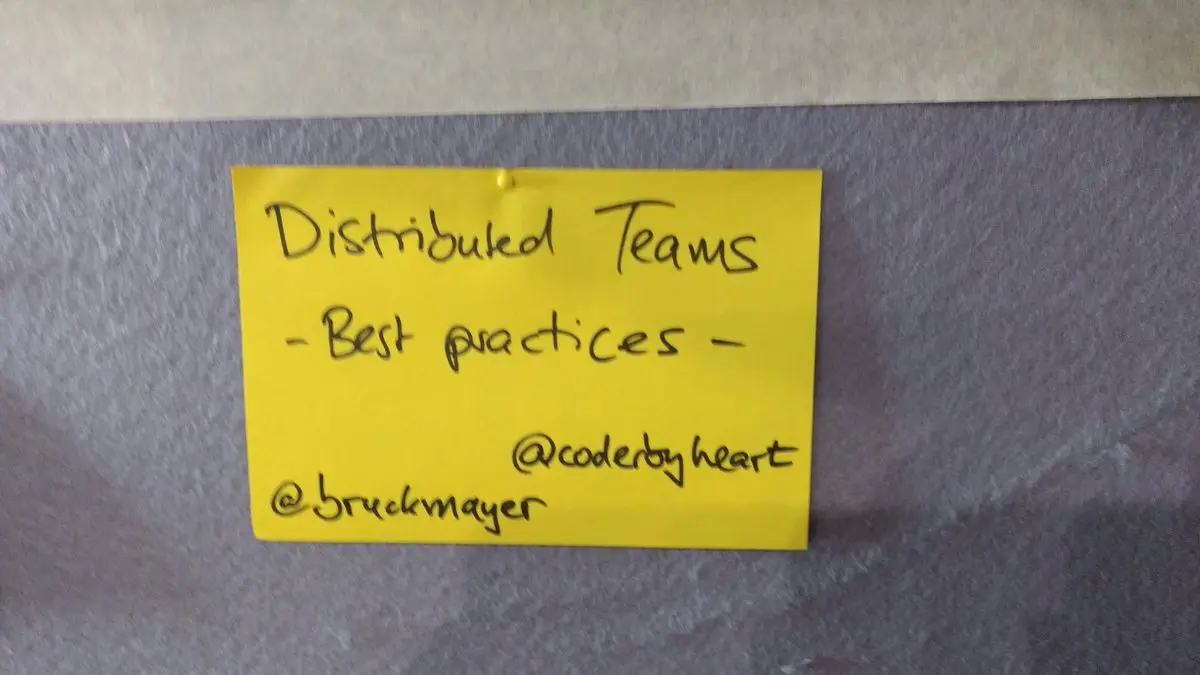 Distributed Teams
- Best practices -
@coderbyheart
@bruckmayer